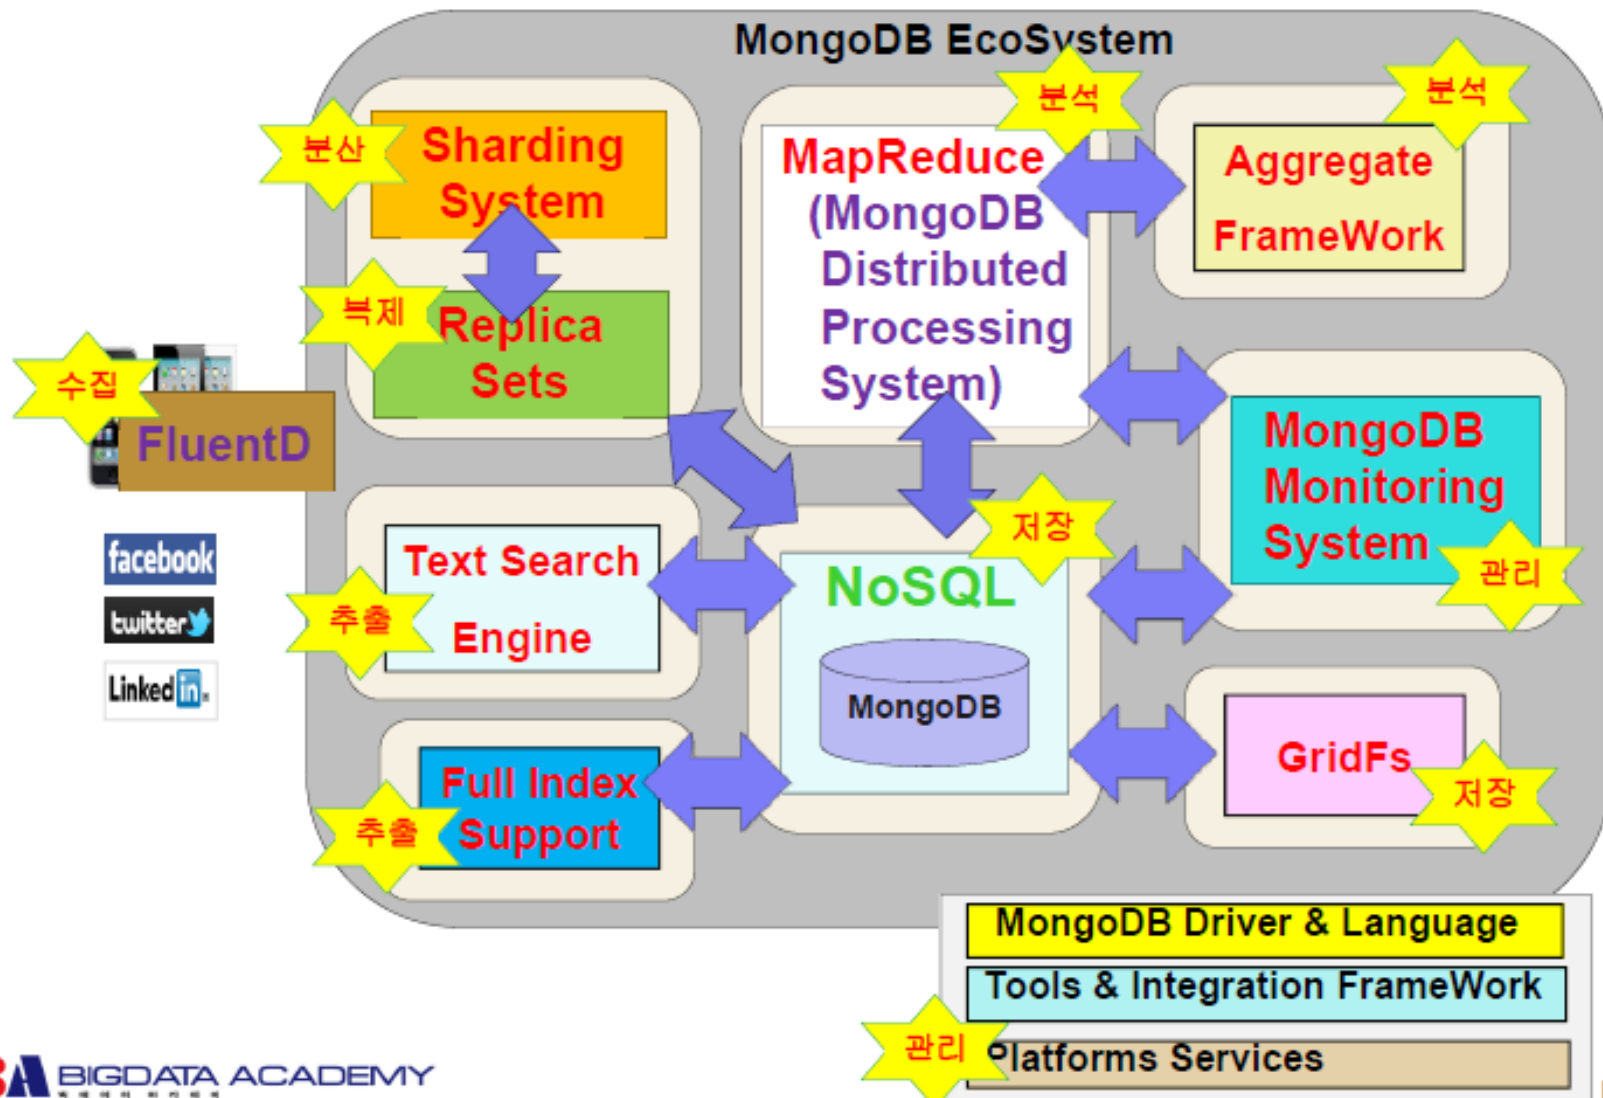 MongoDB EcoSystem
분산
Sharding
System
복제
Replica
Sets
분석
MapReduce
(MongoDB
Distributed
Processing
System)
분석
Aggregate
FrameWork
수집
FluentD
facebook
twitter
Linked in
추출
Text Search
Engine
추출
Full Index
Support
저장
NoSQL
MongoDB
MongoDB
Monitoring
System
관리
GridFs
저장
MongoDB Driver & Language
Tools & Integration FrameWork
관리
Platforms Services
BIGDATA ACADEMY